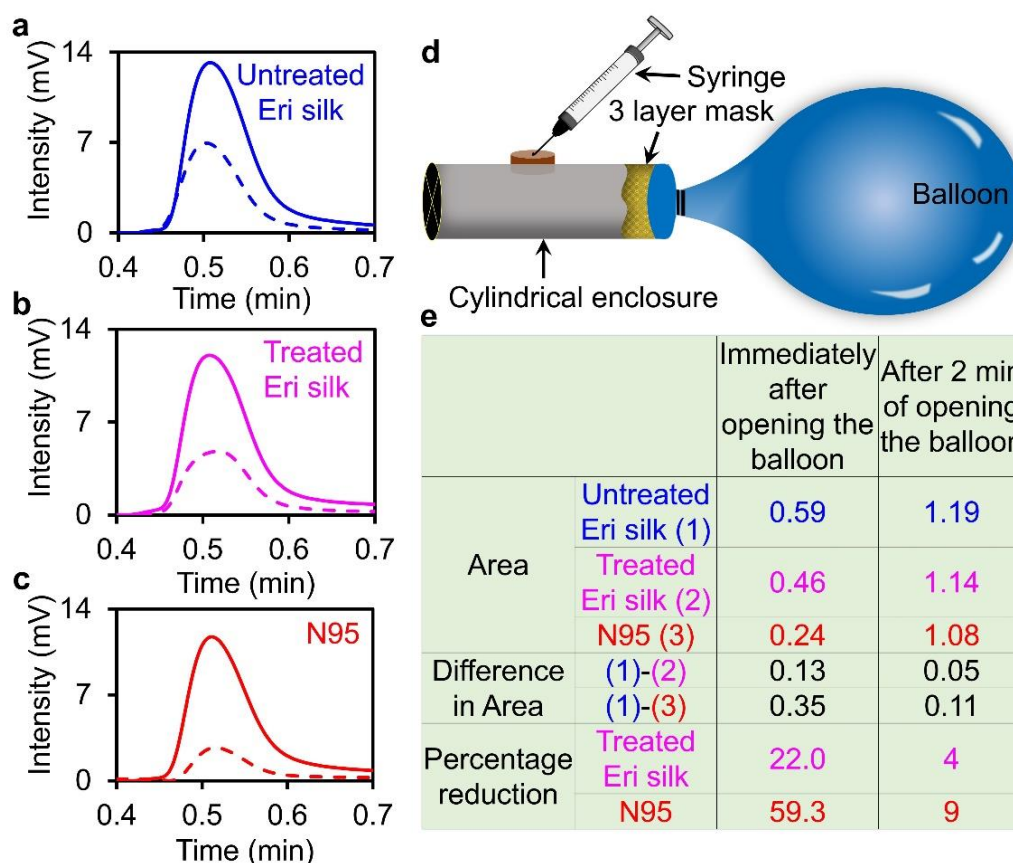 a
14
7
0
Intensity (mV)
Untreated
Eri silk
0.4 0.5 0.6 0.7
Time (min)
b
14
7
0
Intensity (mV)
Treated
Eri silk
0.4 0.5 0.6 0.7
Time (min)
c
14
7
0
Intensity (mV)
N95
0.4 0.5 0.6 0.7
Time (min)
d
Syringe
3 layer mask
Balloon
Cylindrical enclosure
e
Immediately
after
opening the
balloon
After 2 min
of opening
the balloon
Area
Untreated
Eri silk (1)
0.59 1.19
Treated
Eri silk (2)
0.46 1.14
N95 (3) 0.24 1.08
Difference
in Area
(1)-(2) 0.13 0.05
(1)-(3) 0.35 0.11
Percentage
reduction
Treated
Eri silk
22.0 4
N95 59.3 9